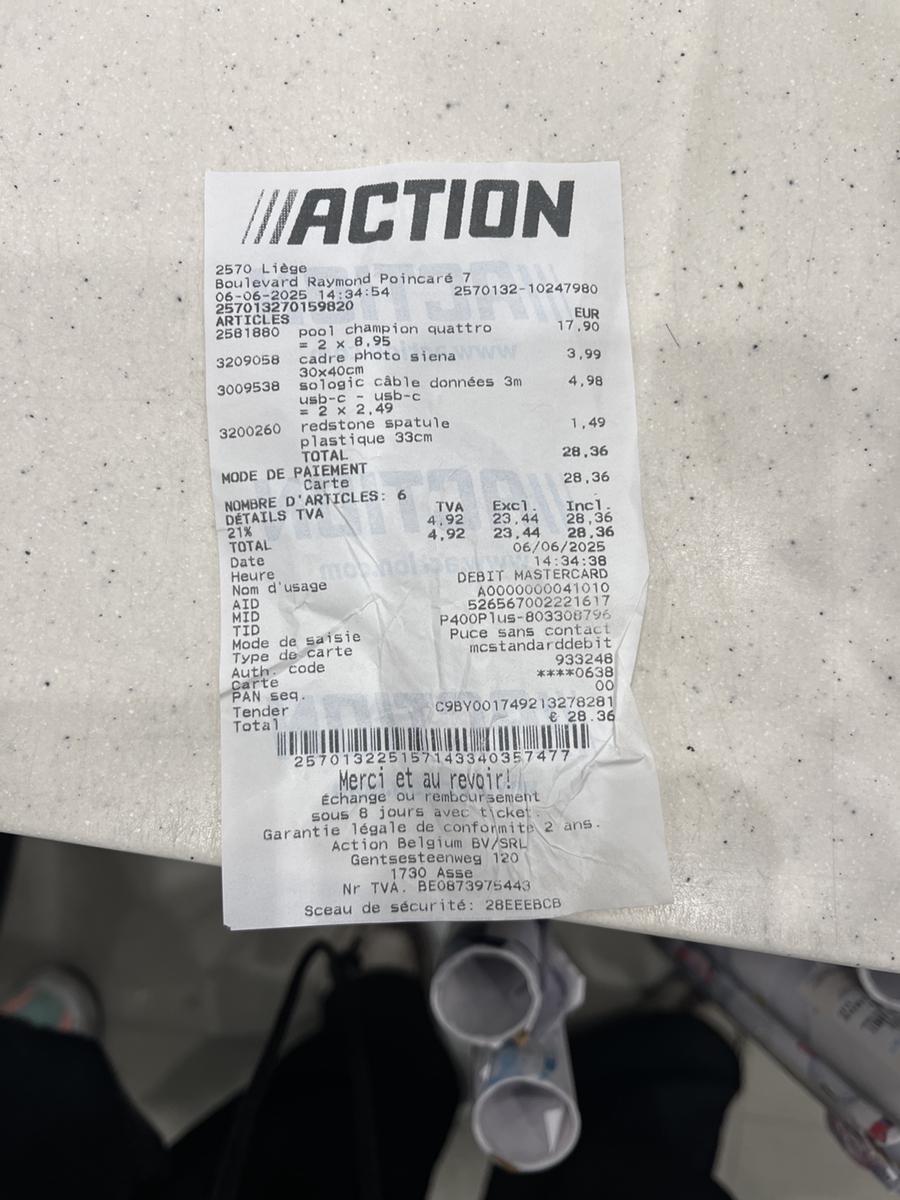 ACTION
2570 Liège
Boulevard Raymond Poincaré 7
06-06-2025 14:34:54 2570132-10247980
257013270159820
ARTICLES EUR
2581880 pool champion quattro 17,90
= 2 x 8,95
3209058 cadre photo siena 3,99
30x40cm
3009538 sologic câble données 3m 4,98
usb-c - usb-c
= 2 x 2,49
3200260 redstone spatule 1,49
plastique 33cm
TOTAL 28,36
MODE DE PAIEMENT
Carte 28,36
NOMBRE D'ARTICLES: 6
DÉTAILS TVA TVA Excl. Incl.
21% 4,92 23,44 28,36
TOTAL 4,92 23,44 28,36
Date 06/06/2025
Heure 14:34:38
Nom d'usage DEBIT MASTERCARD
AID A0000000041010
MID 526567002221617
TID P400Plus-803308796
Mode de saisie Puce sans contact
Type de carte mcstandarddebit
Auth. code 933248
Carte ****0638
PAN seq. 00
Tender C9BY001749213278281
Total € 28.36
257013225157143340357477
Merci et au revoir!
Échange ou remboursement
sous 8 jours avec ticket.
Garantie légale de conformité 2 ans.
Action Belgium BV/SRL
Gentsesteenweg 120
1730 Asse
Nr TVA. BE0873975443
Sceau de sécurité: 28EEEBCB